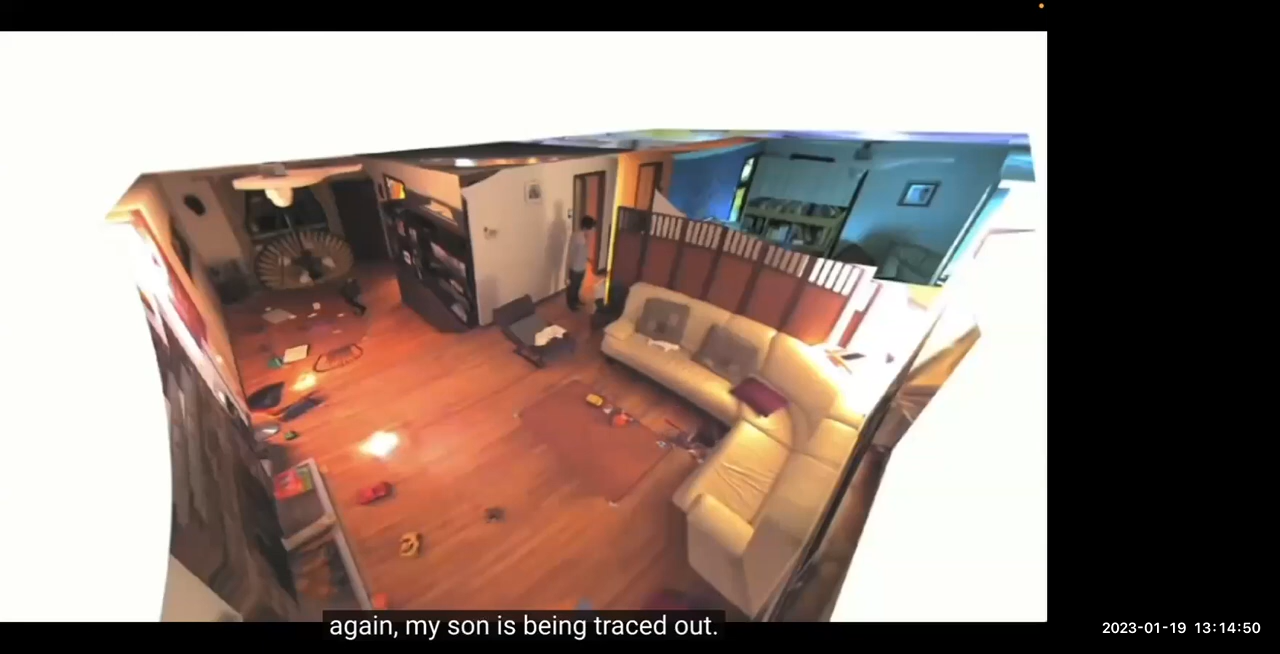 again, my son is being traced out.
2023-01-19 13:14:50